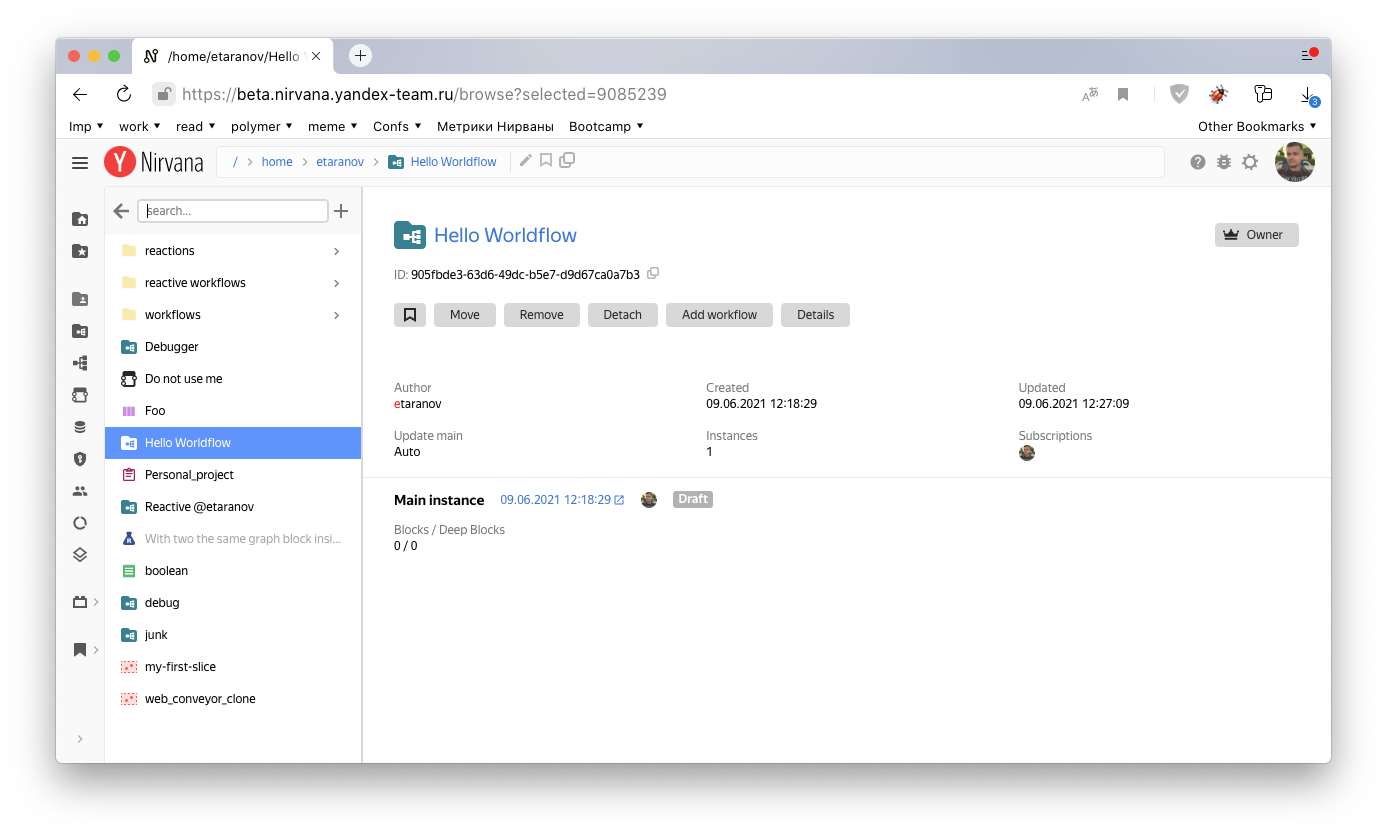 /home/etaranov/Hello
https://beta.nirvana.yandex-team.ru/browse?selected=9085239
3
Imp work read polymer meme Confs Метрики Нирваны Bootcamp Other Bookmarks
Y Nirvana / home etaranov Hello Worldflow
search...
reactions
reactive workflows
workflows
Debugger
Do not use me
Foo
Hello Worldflow
Personal_project
Reactive @etaranov
With two the same graph block insi...
boolean
debug
junk
my-first-slice
web_conveyor_clone
Hello Worldflow
Owner
ID: 905fbde3-63d6-49dc-b5e7-d9d67ca0a7b3
Move Remove Detach Add workflow Details
Author Created Updated
etaranov 09.06.2021 12:18:29 09.06.2021 12:27:09
Update main Instances Subscriptions
Auto 1
Main instance 09.06.2021 12:18:29 Draft
Blocks / Deep Blocks
0 / 0